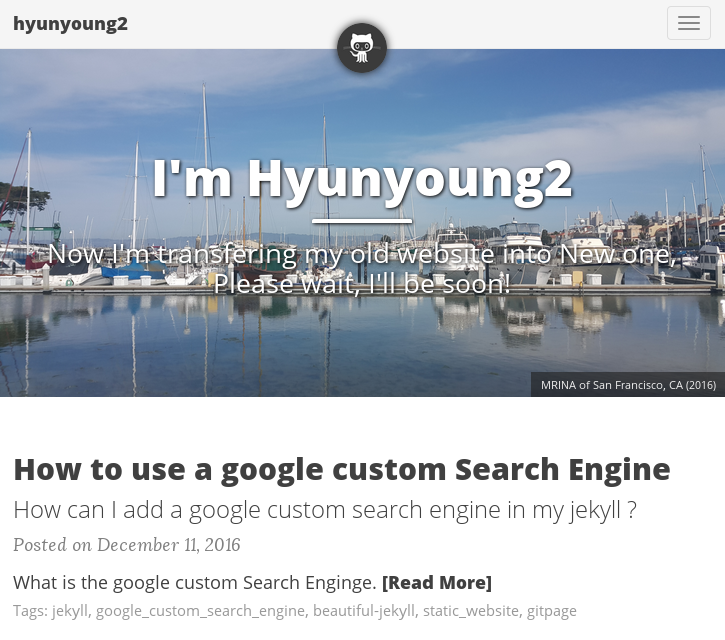 hyunyoung2
I'm Hyunyoung2
Now I'm transfering my old website into New one,
Please wait, I'll be soon!
MRINA of San Francisco, CA (2016)
How to use a google custom Search Engine
How can I add a google custom search engine in my jekyll ?
Posted on December 11, 2016
What is the google custom Search Enginge. [Read More]
Tags: jekyll, google_custom_search_engine, beautiful-jekyll, static_website, gitpage